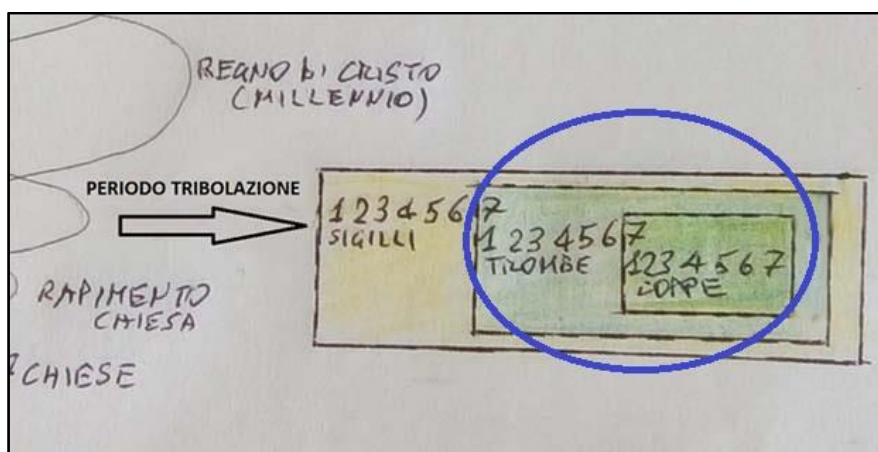 REGNO DI CRISTO
(MILLENNIO)
PERIODO TRIBOLAZIONE
1 2 3 4 5 6 7
SIGILLI
1 2 3 4 5 6 7
TROMBE
1 2 3 4 5 6 7
COPPE
RAPIMENTO
CHIESA
7 CHIESE